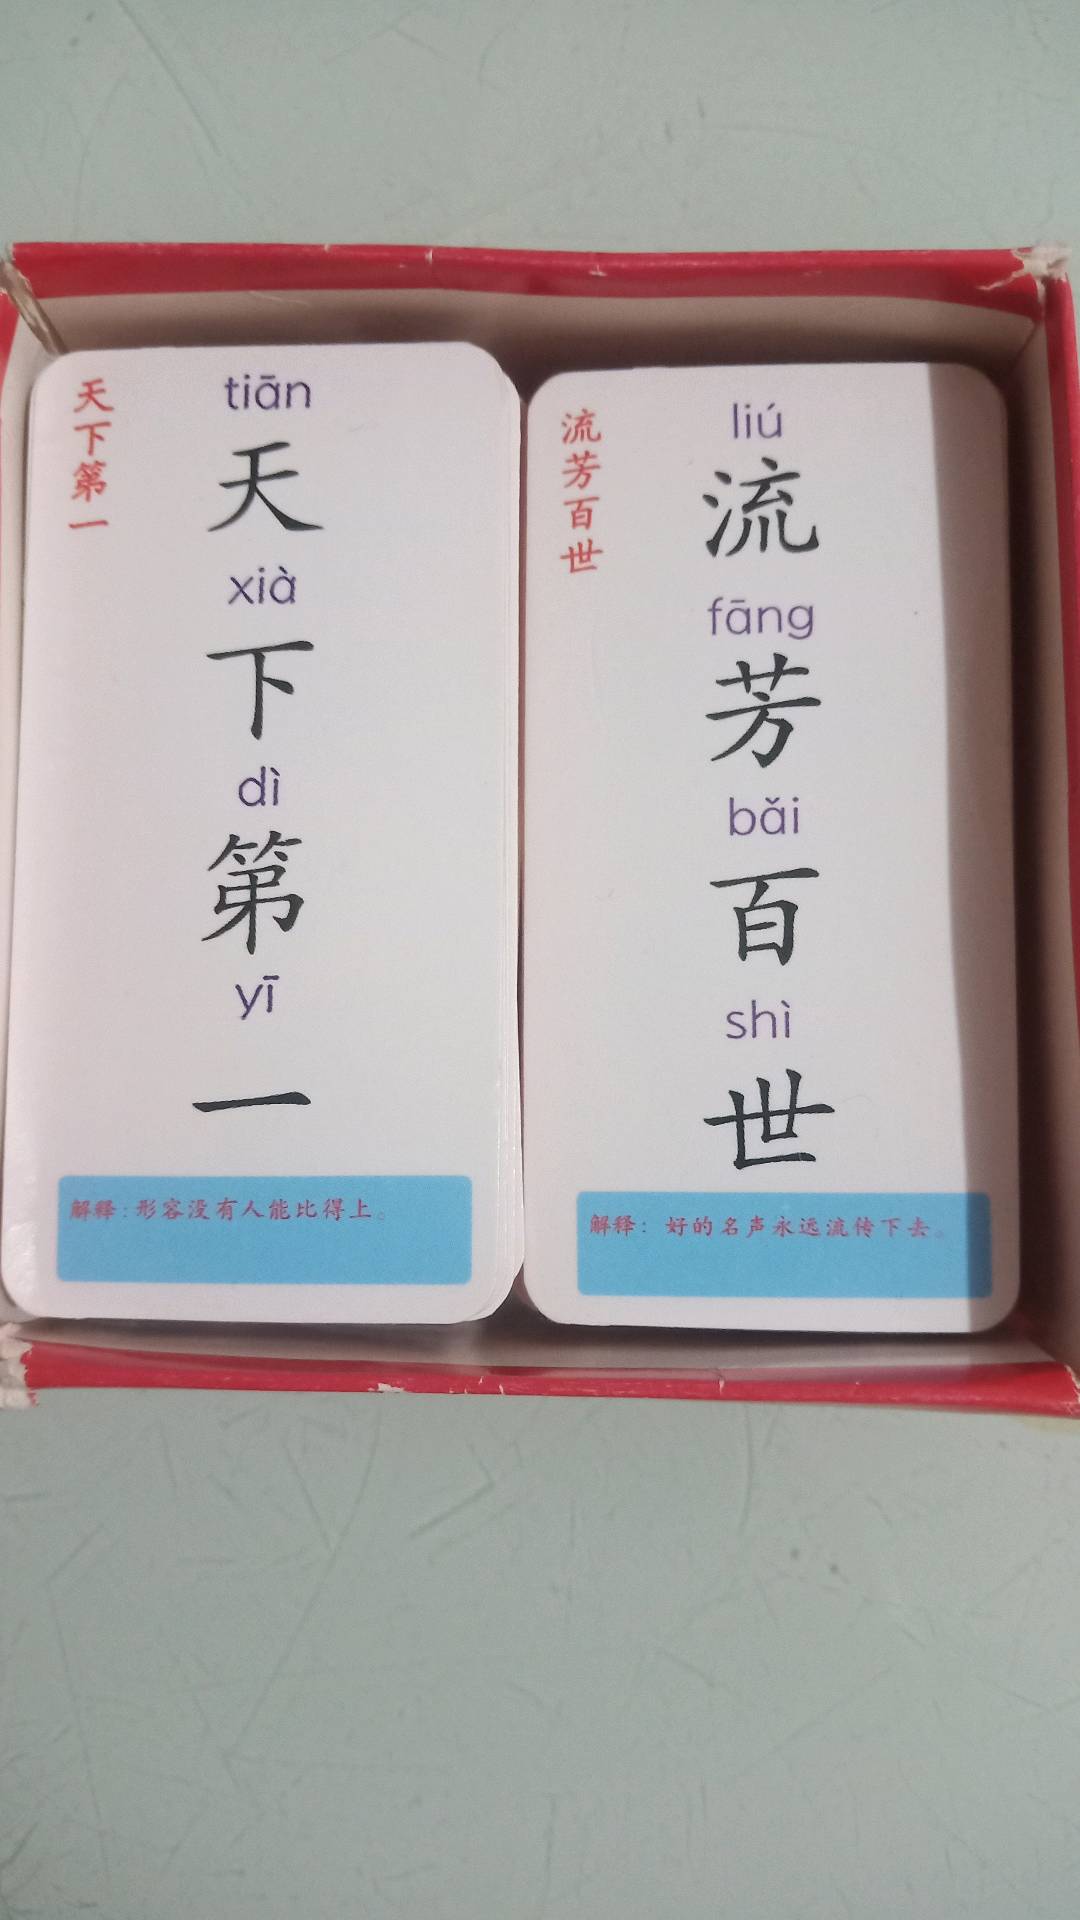 天下第一
tiān
天
xià
下
dì
第
yī
一
解释:形容没有人能比得上。
流芳百世
liú
流
fāng
芳
bǎi
百
shì
世
解释: 好的名声永远流传下去。